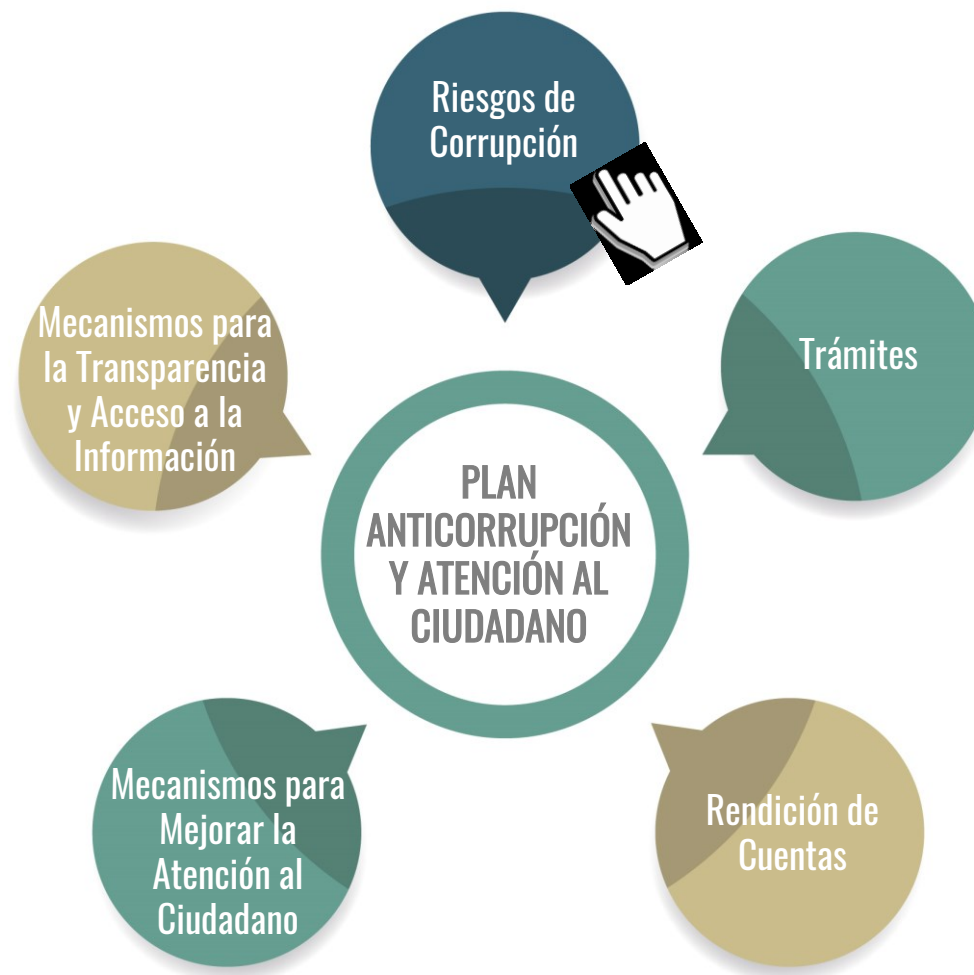 Riesgos de
Corrupción
Trámites
Mecanismos para
la Transparencia
y Acceso a la
Información
PLAN
ANTICORRUPCIÓN
Y ATENCIÓN AL
CIUDADANO
Mecanismos para
Mejorar la
Atención al
Ciudadano
Rendición de
Cuentas